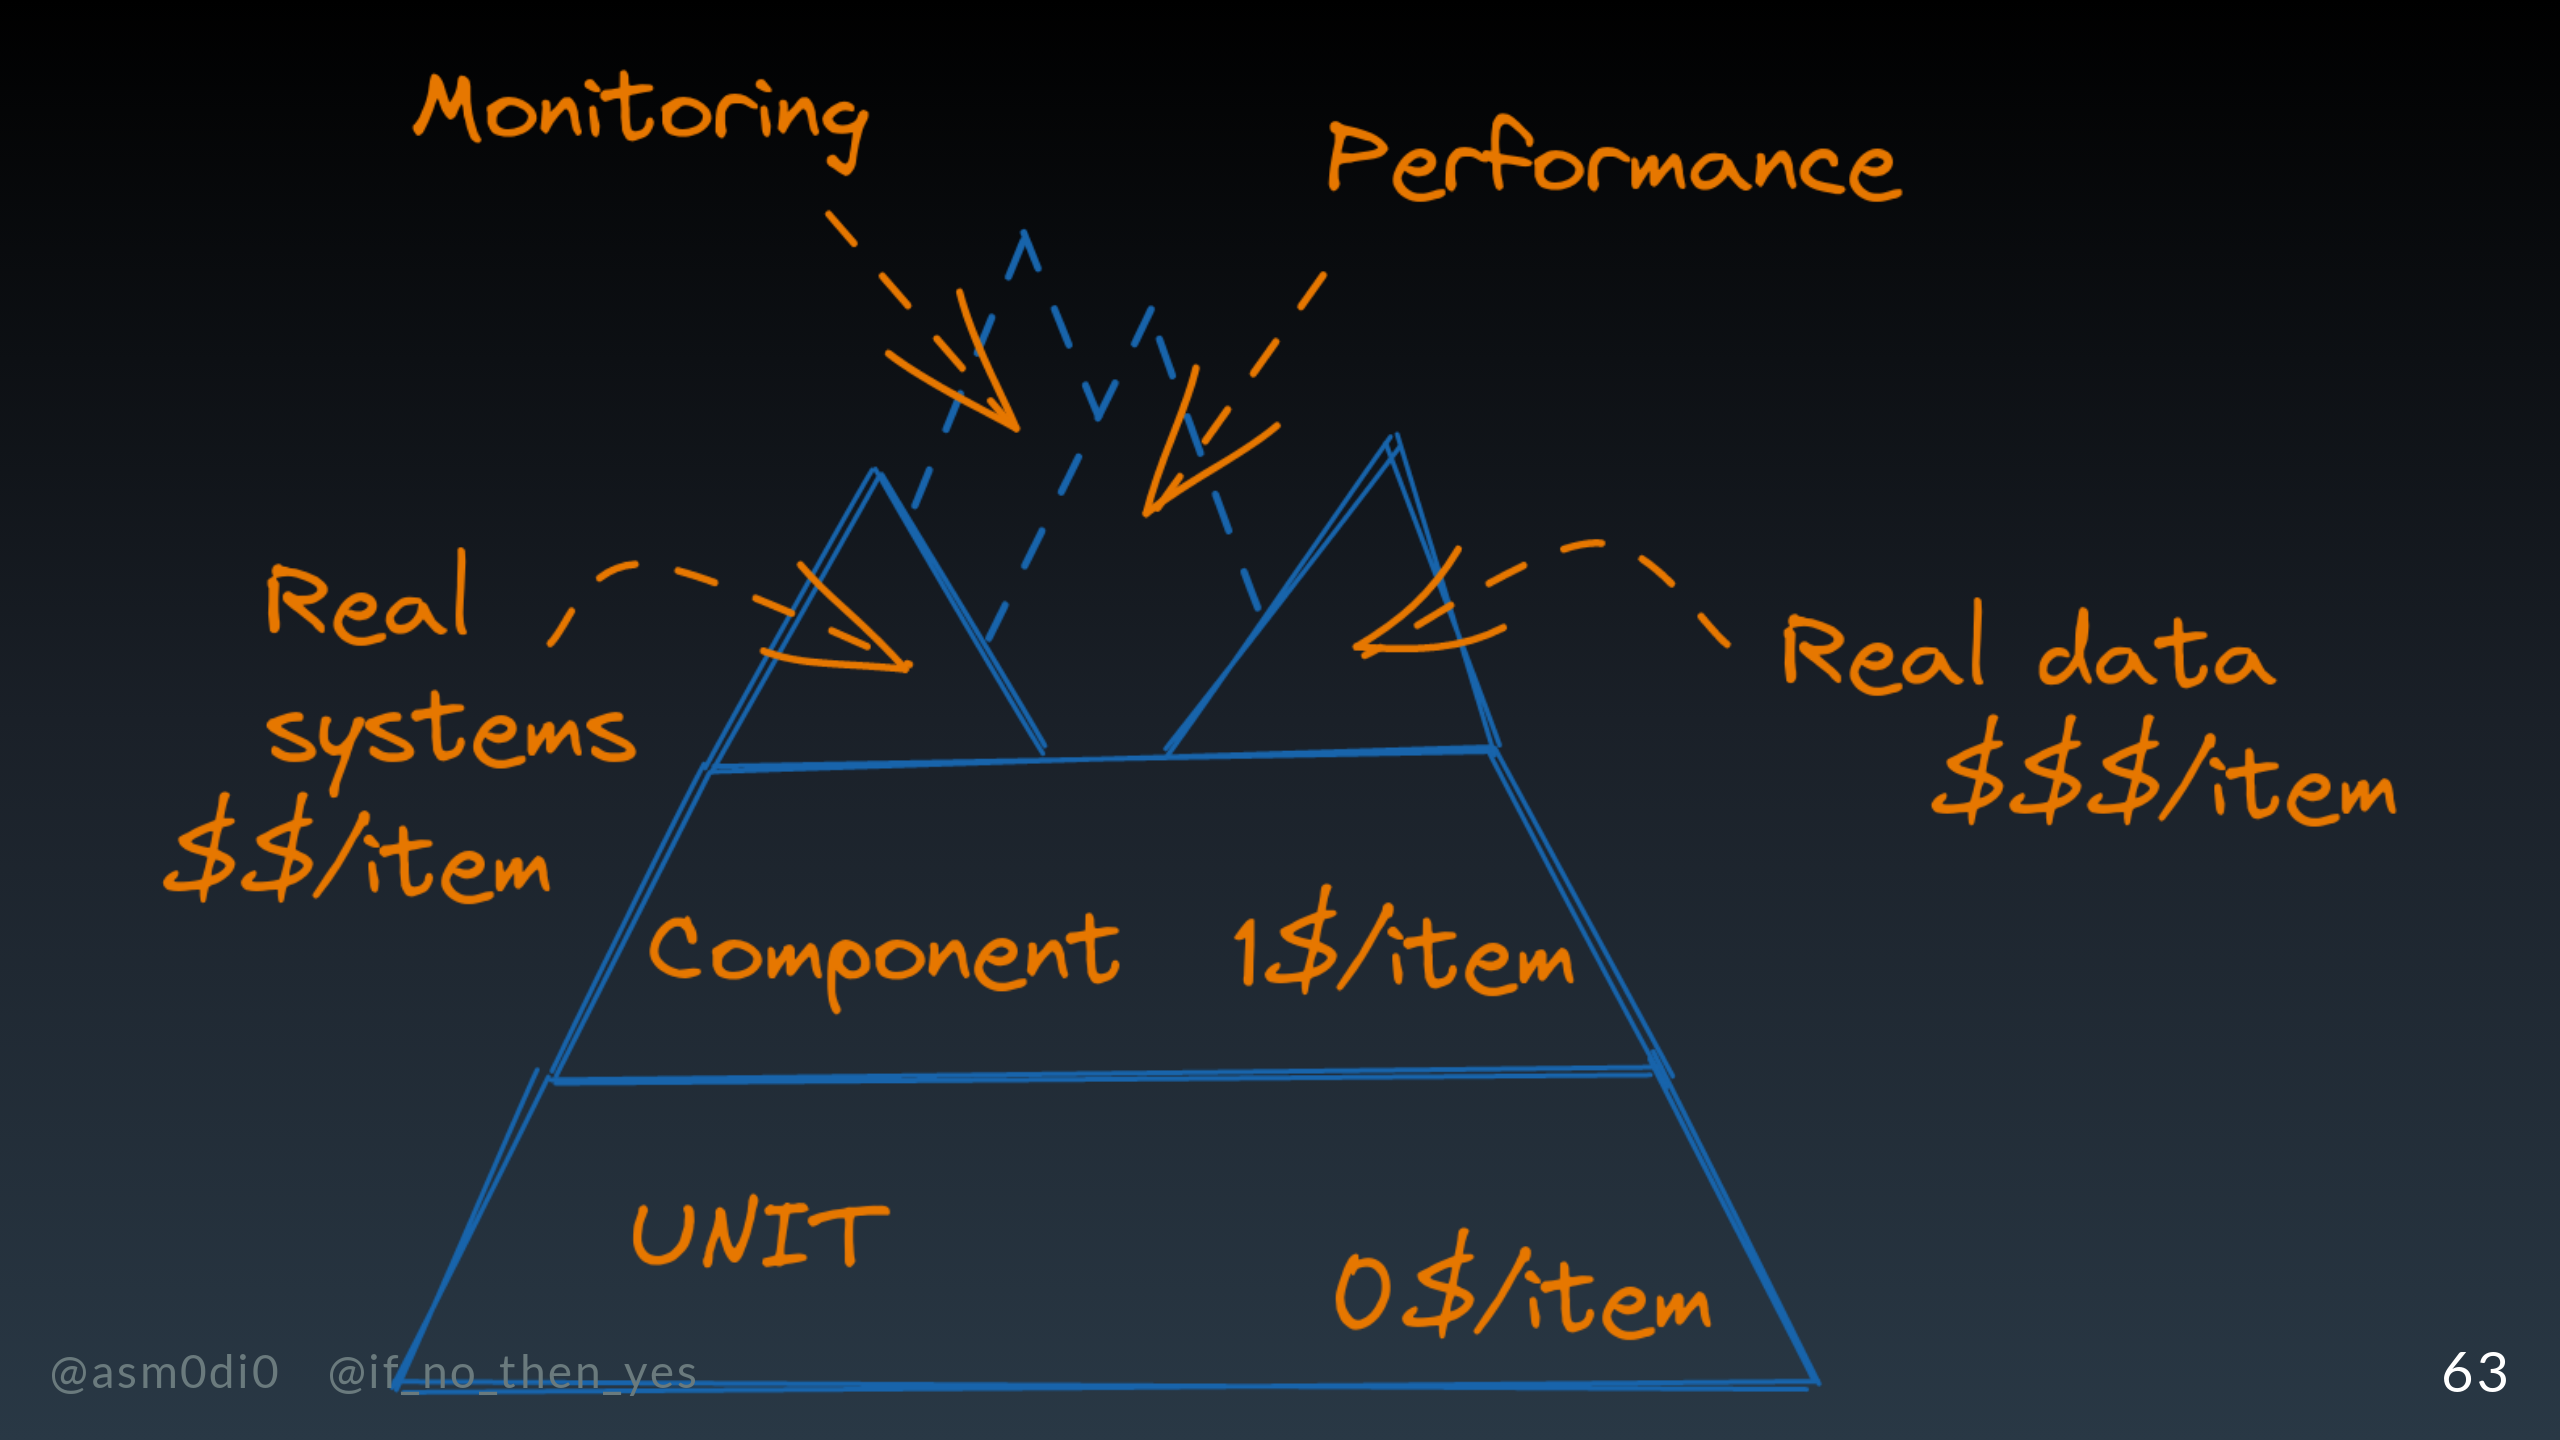 Monitoring
Performance
Real
systems
$$/item
Real data
$$$/item
Component 1$/item
UNIT
0$/item
@asm0di0 @if_no_then_yes
63